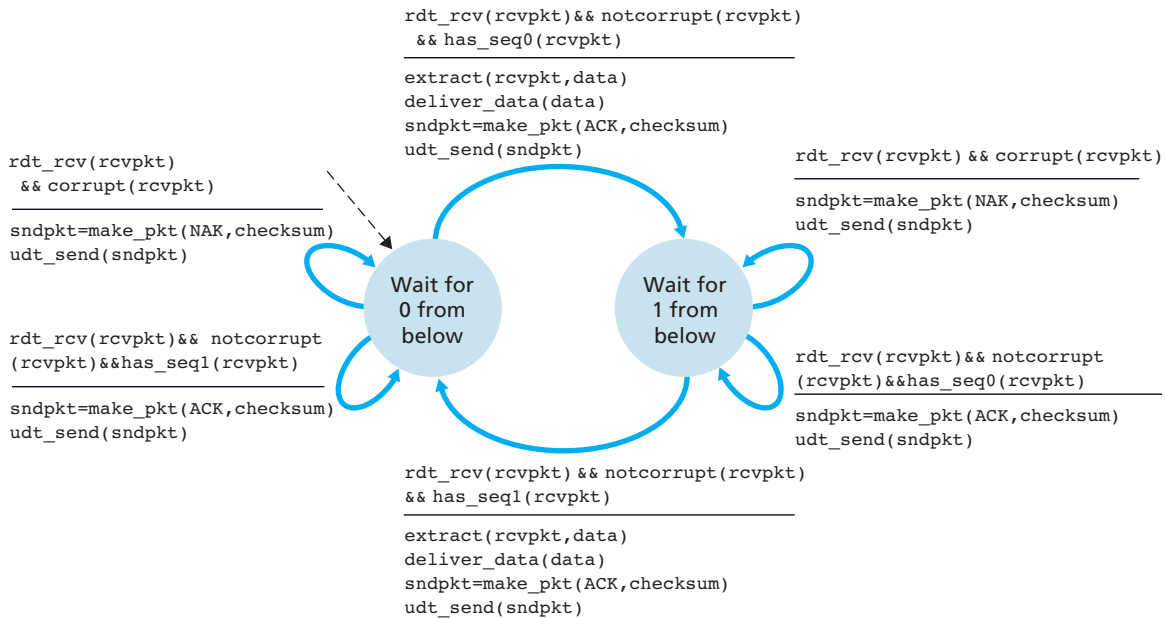 rdt_rcv(rcvpkt)&& notcorrupt(rcvpkt)
&& has_seq0(rcvpkt)
extract(rcvpkt,data)
deliver_data(data)
sndpkt=make_pkt(ACK,checksum)
udt_send(sndpkt)
rdt_rcv(rcvpkt)
&& corrupt(rcvpkt)
sndpkt=make_pkt(NAK,checksum)
udt_send(sndpkt)
rdt_rcv(rcvpkt) && corrupt(rcvpkt)
sndpkt=make_pkt(NAK,checksum)
udt_send(sndpkt)
Wait for
0 from
below
Wait for
1 from
below
rdt_rcv(rcvpkt)&& notcorrupt
(rcvpkt)&&has_seq1(rcvpkt)
sndpkt=make_pkt(ACK,checksum)
udt_send(sndpkt)
rdt_rcv(rcvpkt)&& notcorrupt
(rcvpkt)&&has_seq0(rcvpkt)
sndpkt=make_pkt(ACK,checksum)
udt_send(sndpkt)
rdt_rcv(rcvpkt) && notcorrupt(rcvpkt)
&& has_seq1(rcvpkt)
extract(rcvpkt,data)
deliver_data(data)
sndpkt=make_pkt(ACK,checksum)
udt_send(sndpkt)